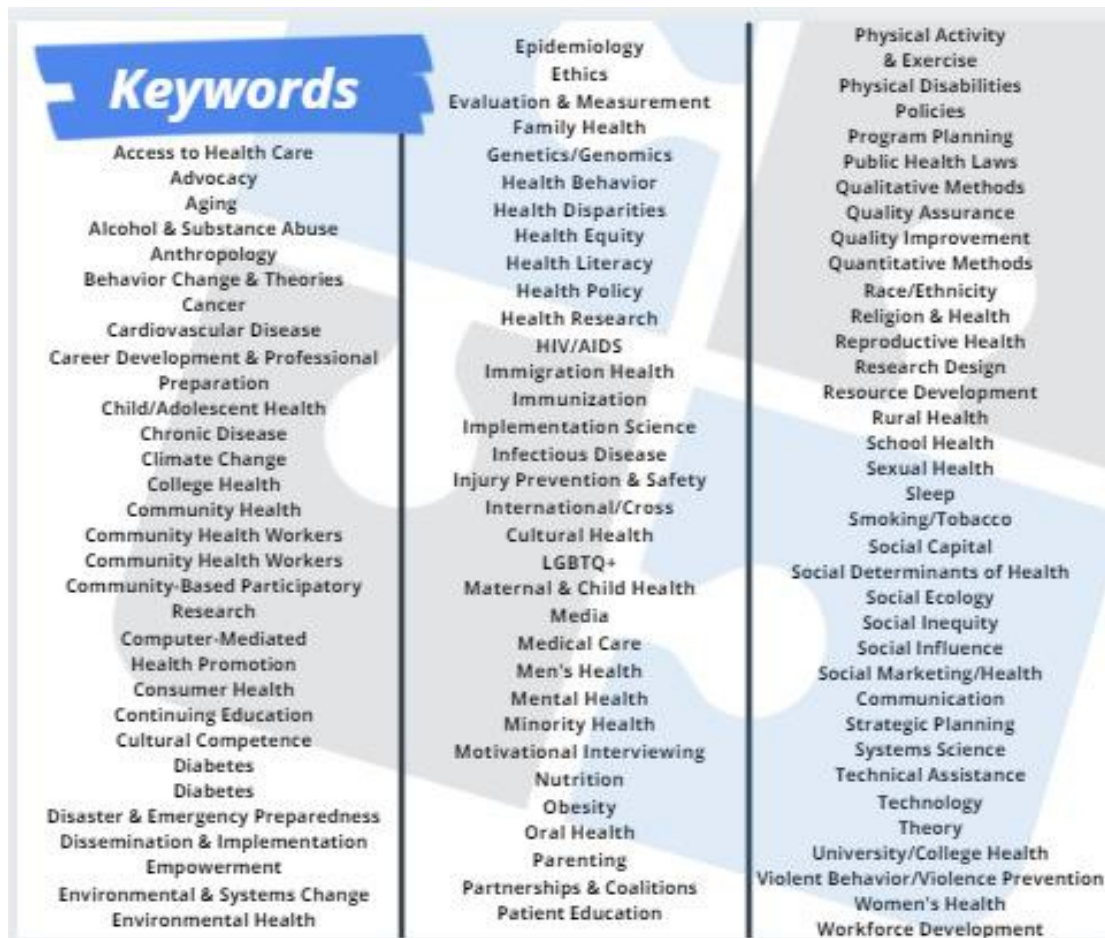 Keywords
Access to Health Care
Advocacy
Aging
Alcohol & Substance Abuse
Anthropology
Behavior Change & Theories
Cancer
Cardiovascular Disease
Career Development & Professional
Preparation
Child/Adolescent Health
Chronic Disease
Climate Change
College Health
Community Health
Community Health Workers
Community Health Workers
Community-Based Participatory
Research
Computer-Mediated
Health Promotion
Consumer Health
Continuing Education
Cultural Competence
Diabetes
Diabetes
Disaster & Emergency Preparedness
Dissemination & Implementation
Empowerment
Environmental & Systems Change
Environmental Health
Epidemiology
Ethics
Evaluation & Measurement
Family Health
Genetics/Genomics
Health Behavior
Health Disparities
Health Equity
Health Literacy
Health Policy
Health Research
HIV/AIDS
Immigration Health
Immunization
Implementation Science
Infectious Disease
Injury Prevention & Safety
International/Cross
Cultural Health
LGBTQ+
Maternal & Child Health
Media
Medical Care
Men's Health
Mental Health
Minority Health
Motivational Interviewing
Nutrition
Obesity
Oral Health
Parenting
Partnerships & Coalitions
Patient Education
Physical Activity
& Exercise
Physical Disabilities
Policies
Program Planning
Public Health Laws
Qualitative Methods
Quality Assurance
Quality Improvement
Quantitative Methods
Race/Ethnicity
Religion & Health
Reproductive Health
Research Design
Resource Development
Rural Health
School Health
Sexual Health
Sleep
Smoking/Tobacco
Social Capital
Social Determinants of Health
Social Ecology
Social Inequity
Social Influence
Social Marketing/Health
Communication
Strategic Planning
Systems Science
Technical Assistance
Technology
Theory
University/College Health
Violent Behavior/Violence Prevention
Women's Health
Workforce Development